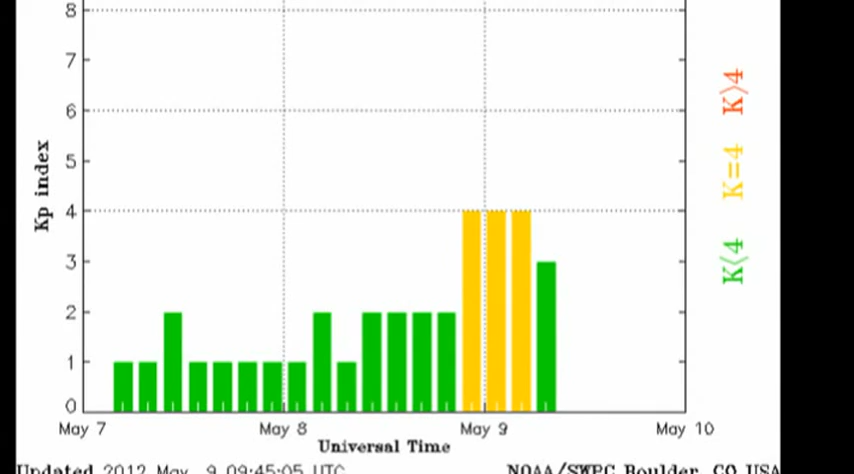 8
7
6
5
4
3
2
1
0
Kp index
May 7 May 8 May 9 May 10
Universal Time
Updated 2012 May 9 09:45:05 UTC
NOAA/SWPC Boulder, CO USA
K>4
K=4
K<4